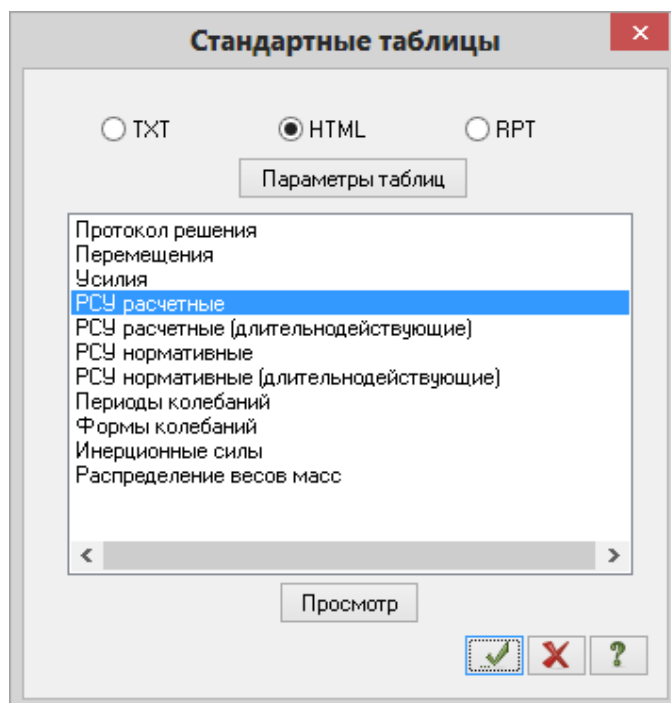 Стандартные таблицы
TXT HTML RPT
Параметры таблиц
Протокол решения
Перемещения
Усилия
РСУ расчетные
РСУ расчетные (длительнодействующие)
РСУ нормативные
РСУ нормативные (длительнодействующие)
Периоды колебаний
Формы колебаний
Инерционные силы
Распределение весов масс
Просмотр